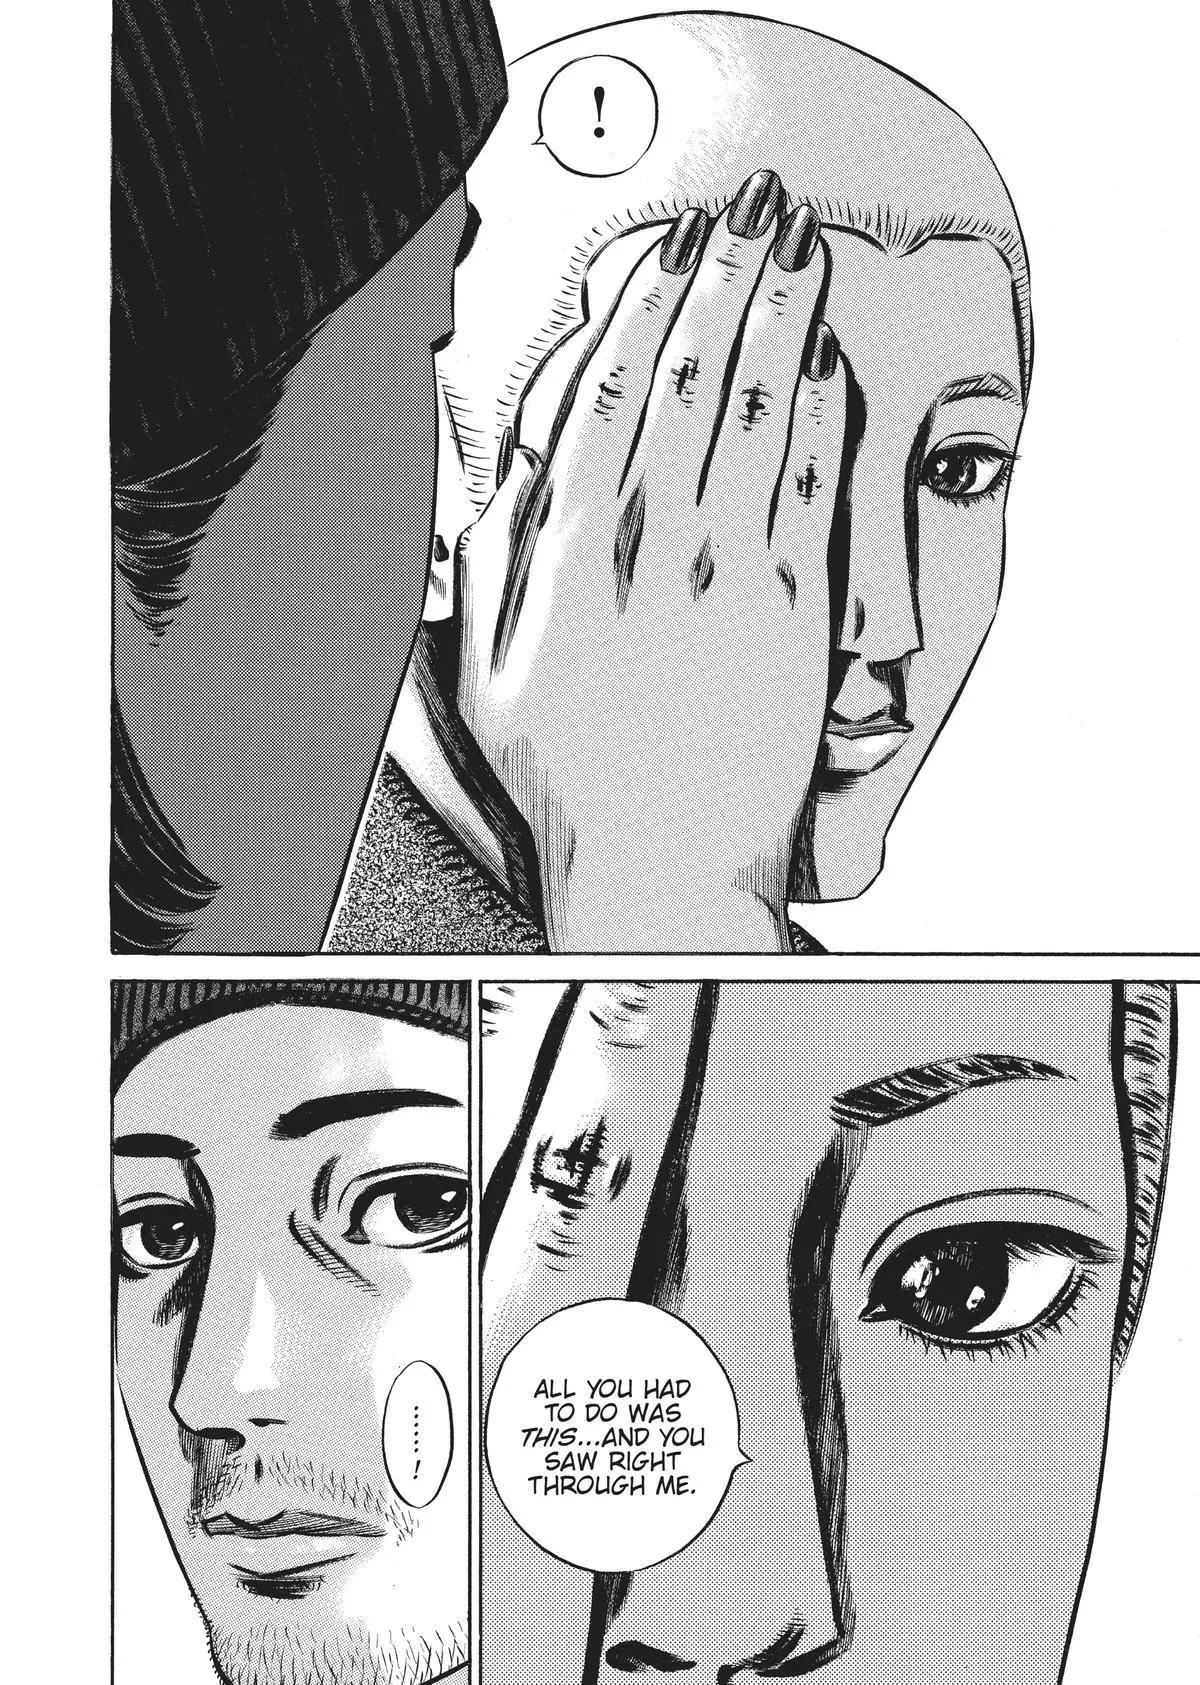 !
ALL YOU HAD
TO DO WAS
THIS...AND YOU
SAW RIGHT
THROUGH ME.
.......!